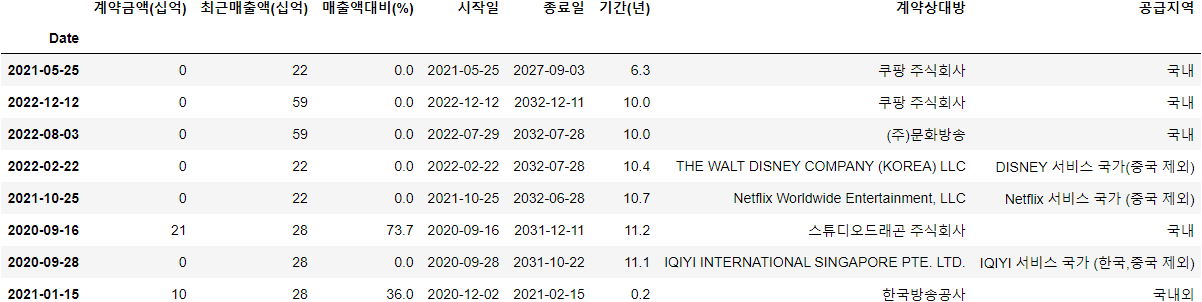 계약금액(십억) 최근매출액(십억) 매출액대비(%) 시작일 종료일 기간(년) 계약상대방 공급지역
Date
2021-05-25 0 22 0.0 2021-05-25 2027-09-03 6.3 쿠팡 주식회사 국내
2022-12-12 0 59 0.0 2022-12-12 2032-12-11 10.0 쿠팡 주식회사 국내
2022-08-03 0 59 0.0 2022-07-29 2032-07-28 10.0 (주)문화방송 국내
2022-02-22 0 22 0.0 2022-02-22 2032-07-28 10.4 THE WALT DISNEY COMPANY (KOREA) LLC DISNEY 서비스 국가(중국 제외)
2021-10-25 0 22 0.0 2021-10-25 2032-06-28 10.7 Netflix Worldwide Entertainment, LLC Netflix 서비스 국가 (중국 제외)
2020-09-16 21 28 73.7 2020-09-16 2031-12-11 11.2 스튜디오드래곤 주식회사 국내
2020-09-28 0 28 0.0 2020-09-28 2031-10-22 11.1 IQIYI INTERNATIONAL SINGAPORE PTE. LTD. IQIYI 서비스 국가 (한국,중국 제외)
2021-01-15 10 28 36.0 2020-12-02 2021-02-15 0.2 한국방송공사 국내외